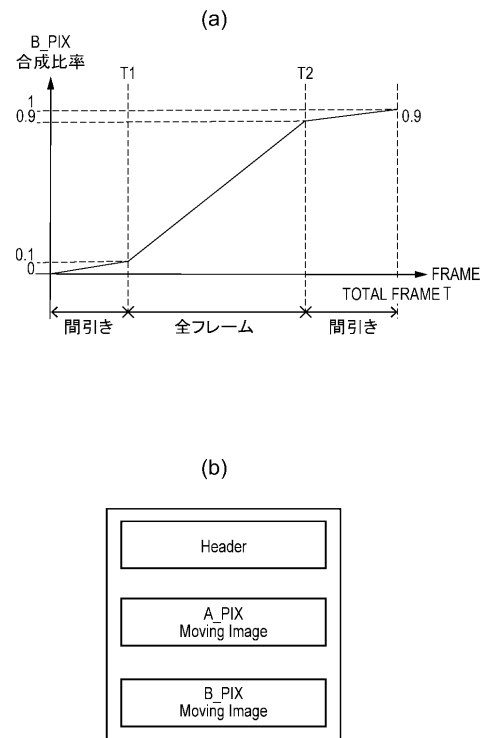 (a)
B_PIX
合成比率
T1
T2
1
0.9
0.9
0.1
0
FRAME
TOTAL FRAME T
間引き
全フレーム
間引き
(b)
Header
A_PIX
Moving Image
B_PIX
Moving Image